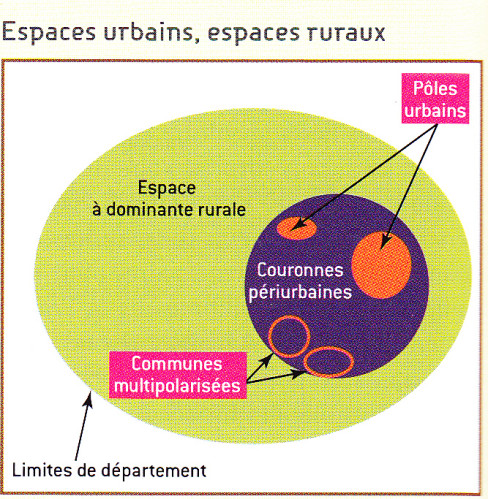 Espaces urbains, espaces ruraux
Pôles
urbains
Espace
à dominante rurale
Couronnes
périurbaines
Communes
multipolarisées
Limites de département